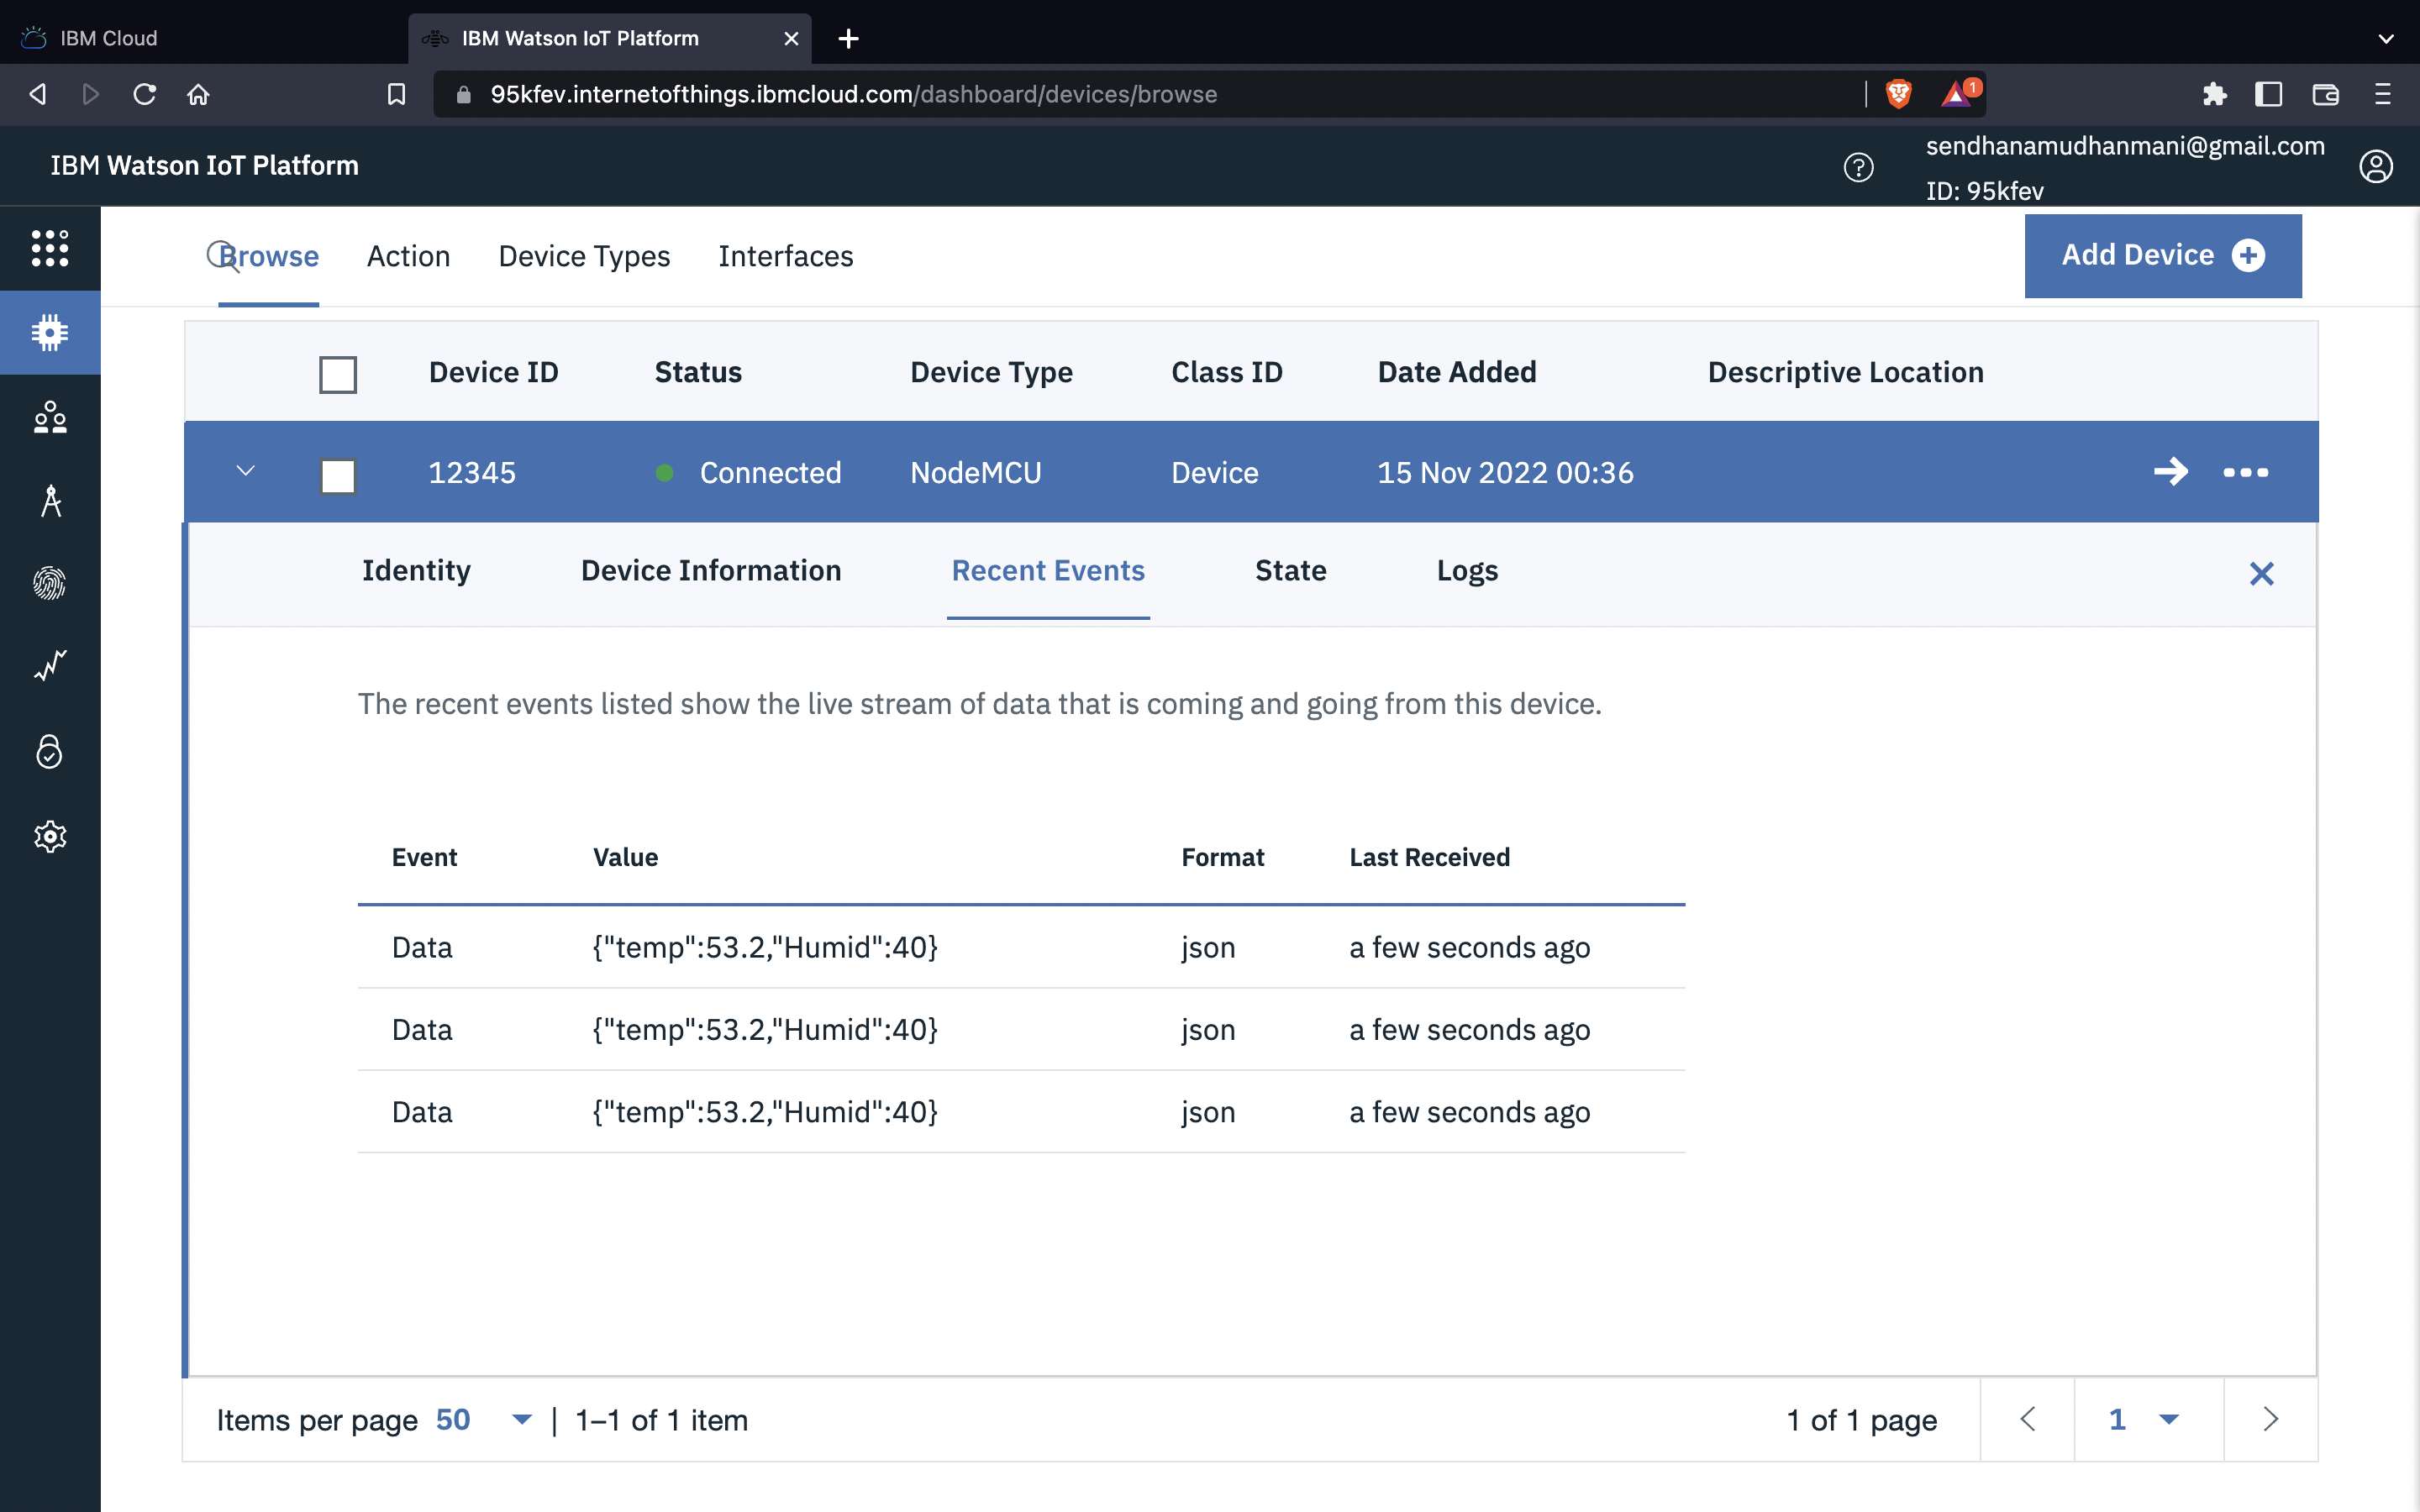 IBM Cloud
IBM Watson IoT Platform
95kfev.internetofthings.ibmcloud.com/dashboard/devices/browse
1
IBM Watson IoT Platform
sendhanamudhanmani@gmail.com
ID: 95kfev
Browse Action Device Types Interfaces
Add Device
Device ID Status Device Type Class ID Date Added Descriptive Location
12345 Connected NodeMCU Device 15 Nov 2022 00:36
Identity Device Information Recent Events State Logs
The recent events listed show the live stream of data that is coming and going from this device.
Event Value Format Last Received
Data {"temp":53.2,"Humid":40} json a few seconds ago
Data {"temp":53.2,"Humid":40} json a few seconds ago
Data {"temp":53.2,"Humid":40} json a few seconds ago
Items per page 50 | 1–1 of 1 item 1 of 1 page 1